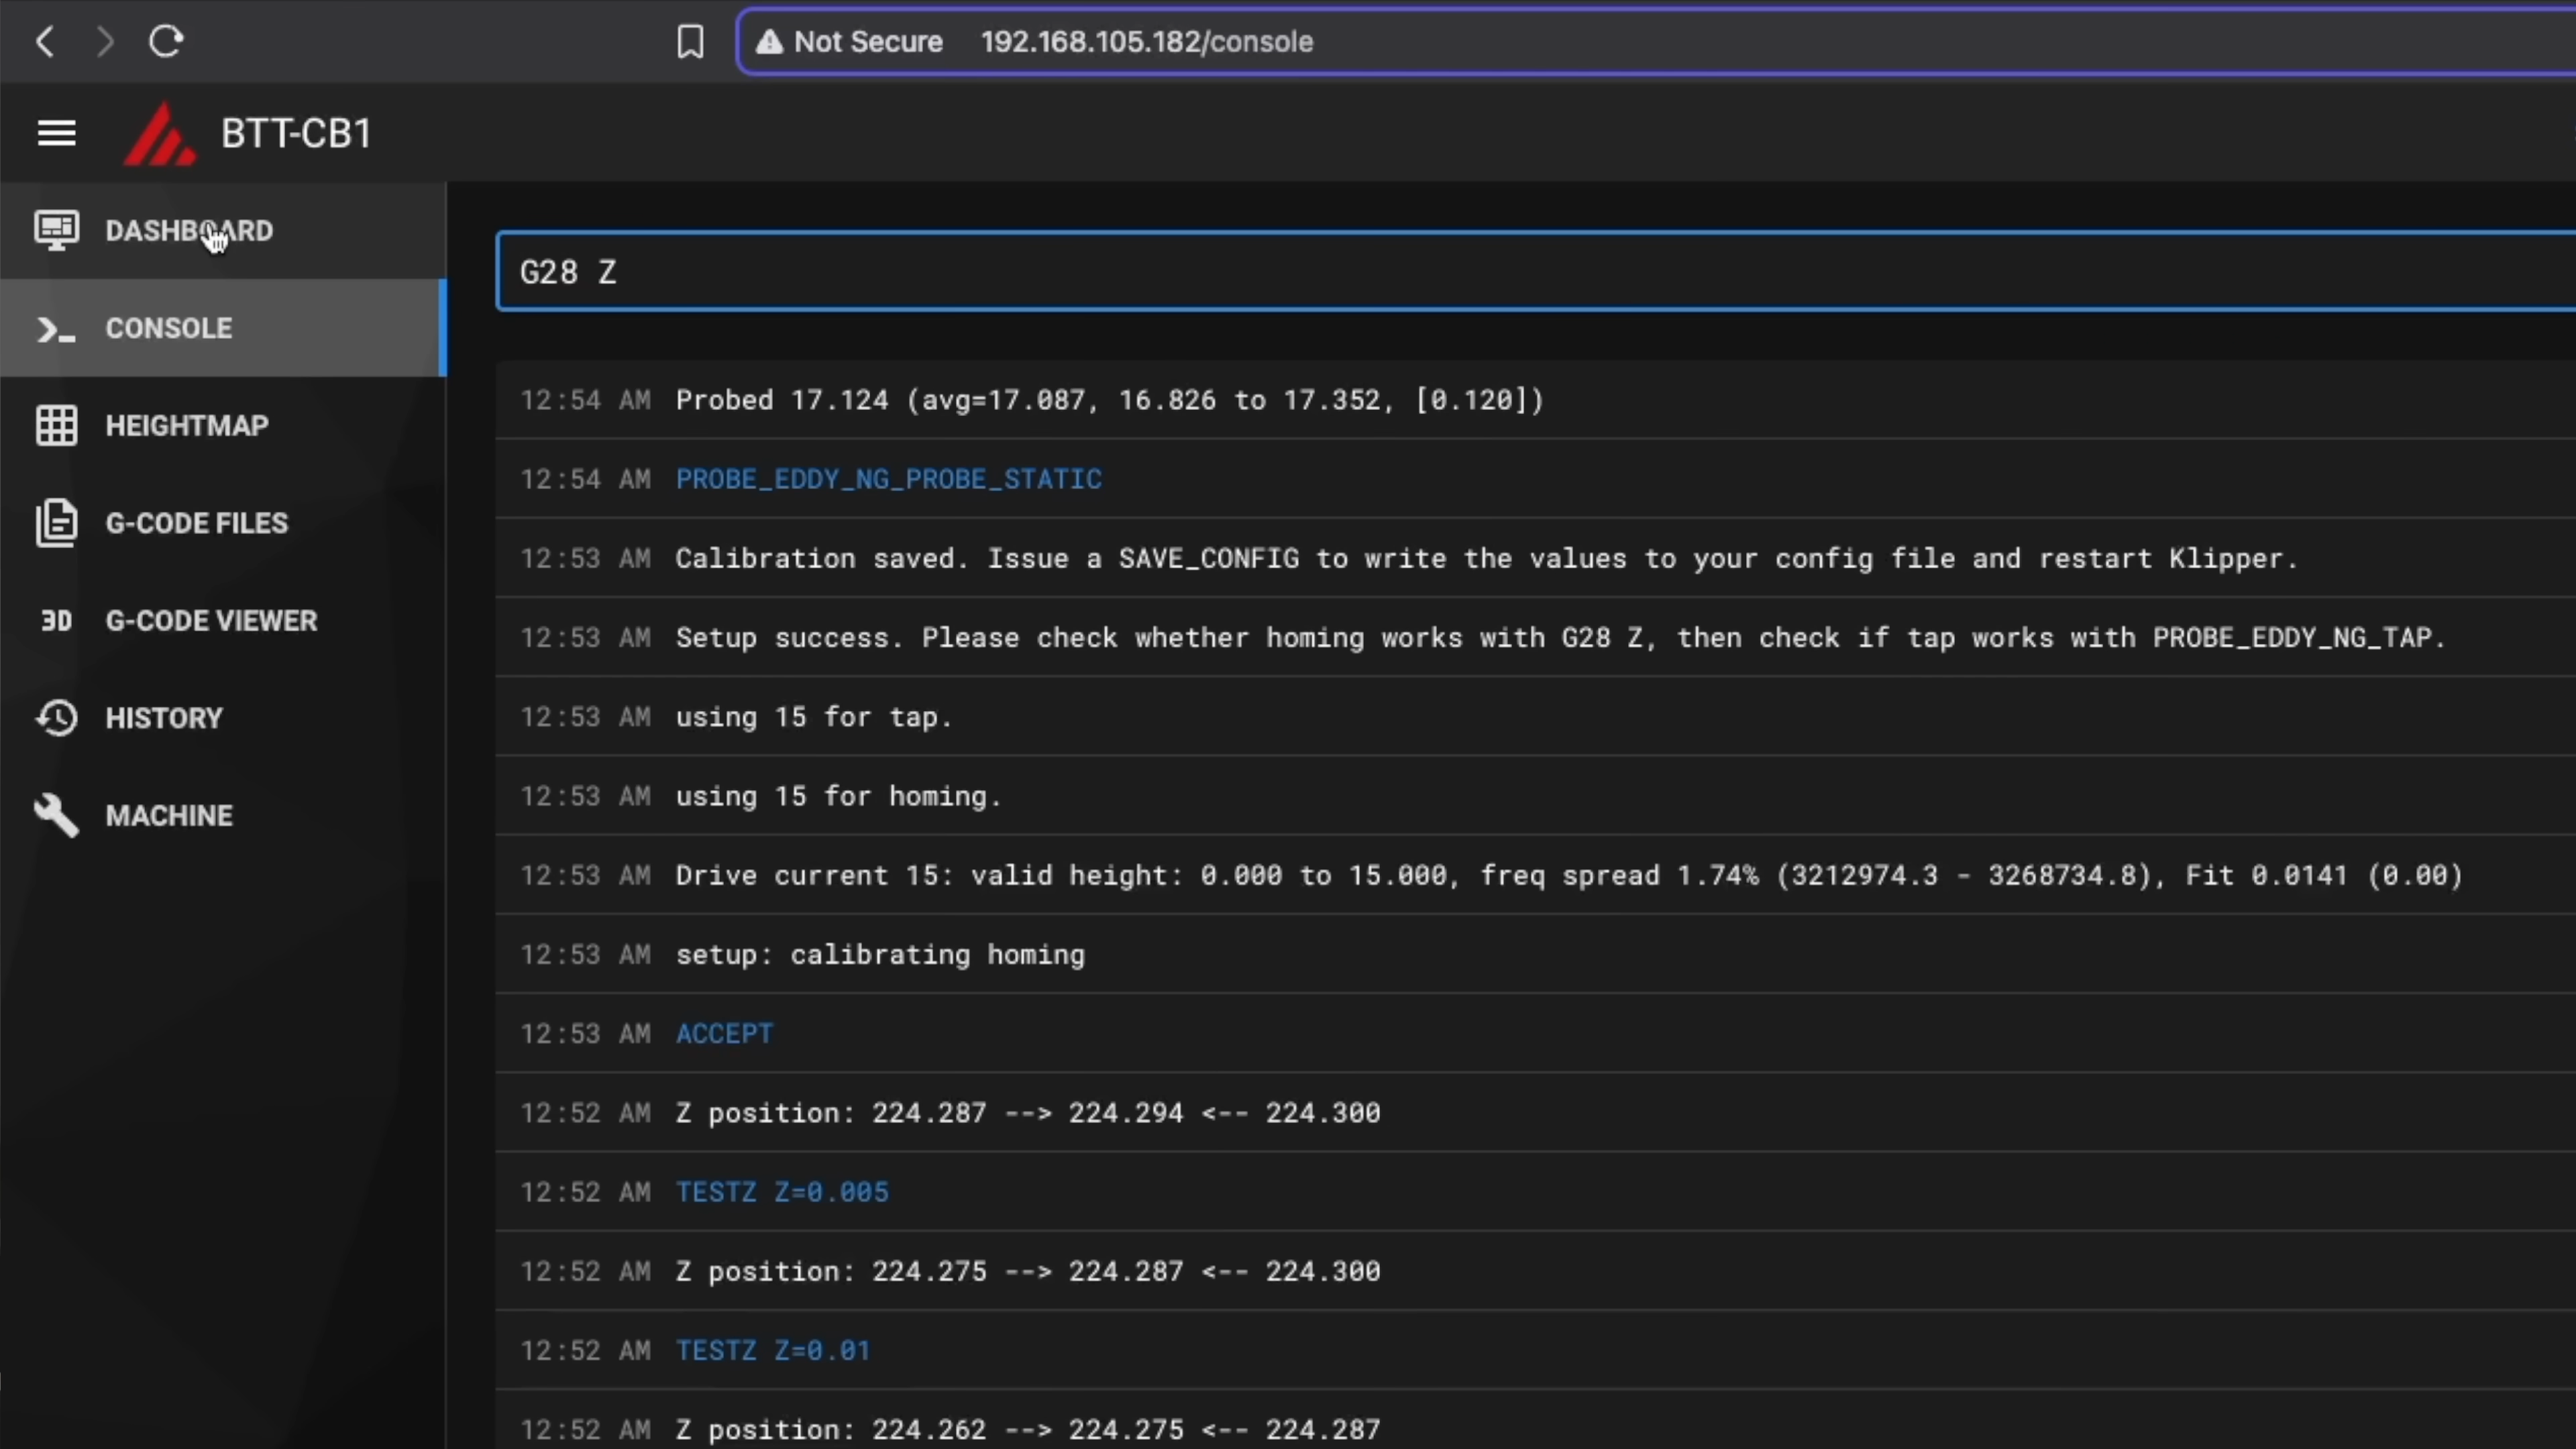 Not Secure 192.168.105.182/console
BTT-CB1
DASHBOARD
CONSOLE
HEIGHTMAP
G-CODE FILES
3D G-CODE VIEWER
HISTORY
MACHINE
G28 Z
12:54 AM Probed 17.124 (avg=17.087, 16.826 to 17.352, [0.120])
12:54 AM PROBE_EDDY_NG_PROBE_STATIC
12:53 AM Calibration saved. Issue a SAVE_CONFIG to write the values to your config file and restart Klipper.
12:53 AM Setup success. Please check whether homing works with G28 Z, then check if tap works with PROBE_EDDY_NG_TAP.
12:53 AM using 15 for tap.
12:53 AM using 15 for homing.
12:53 AM Drive current 15: valid height: 0.000 to 15.000, freq spread 1.74% (3212974.3 - 3268734.8), Fit 0.0141 (0.00)
12:53 AM setup: calibrating homing
12:53 AM ACCEPT
12:52 AM Z position: 224.287 --> 224.294 <-- 224.300
12:52 AM TESTZ Z=0.005
12:52 AM Z position: 224.275 --> 224.287 <-- 224.300
12:52 AM TESTZ Z=0.01
12:52 AM Z position: 224.262 --> 224.275 <-- 224.287